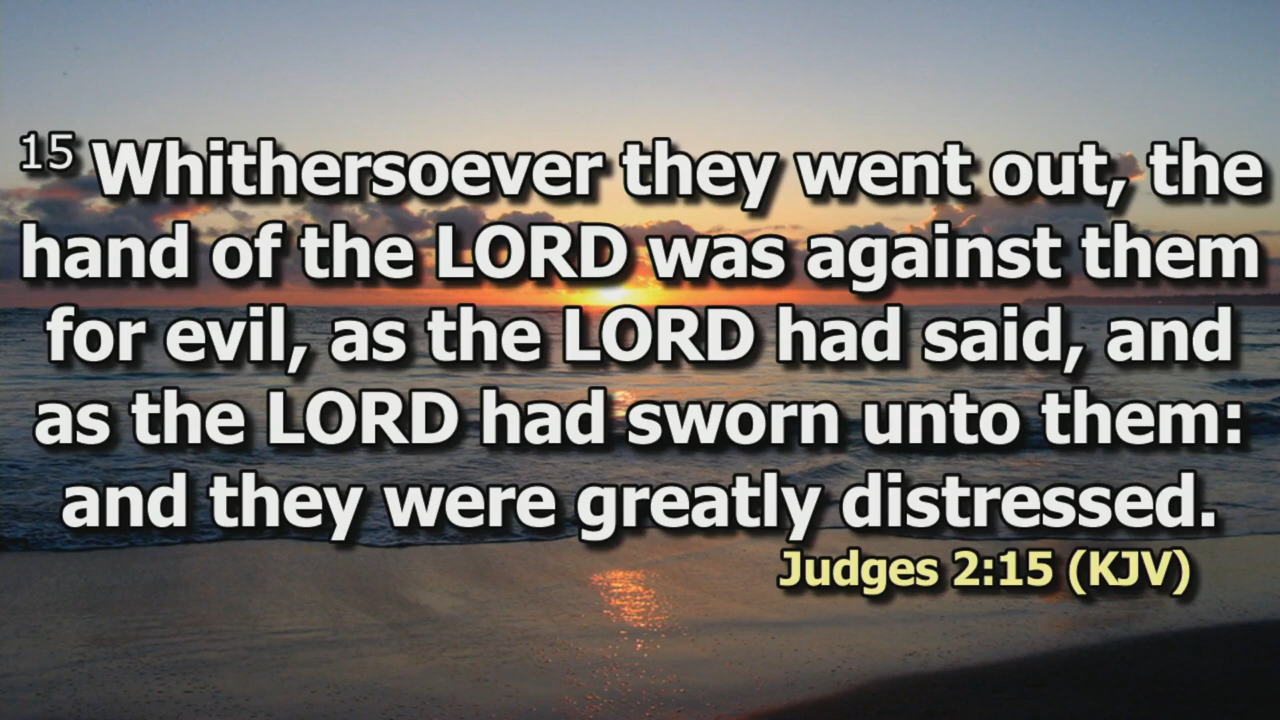 15 Whithersoever they went out, the
hand of the LORD was against them
for evil, as the LORD had said, and
as the LORD had sworn unto them:
and they were greatly distressed.
Judges 2:15 (KJV)